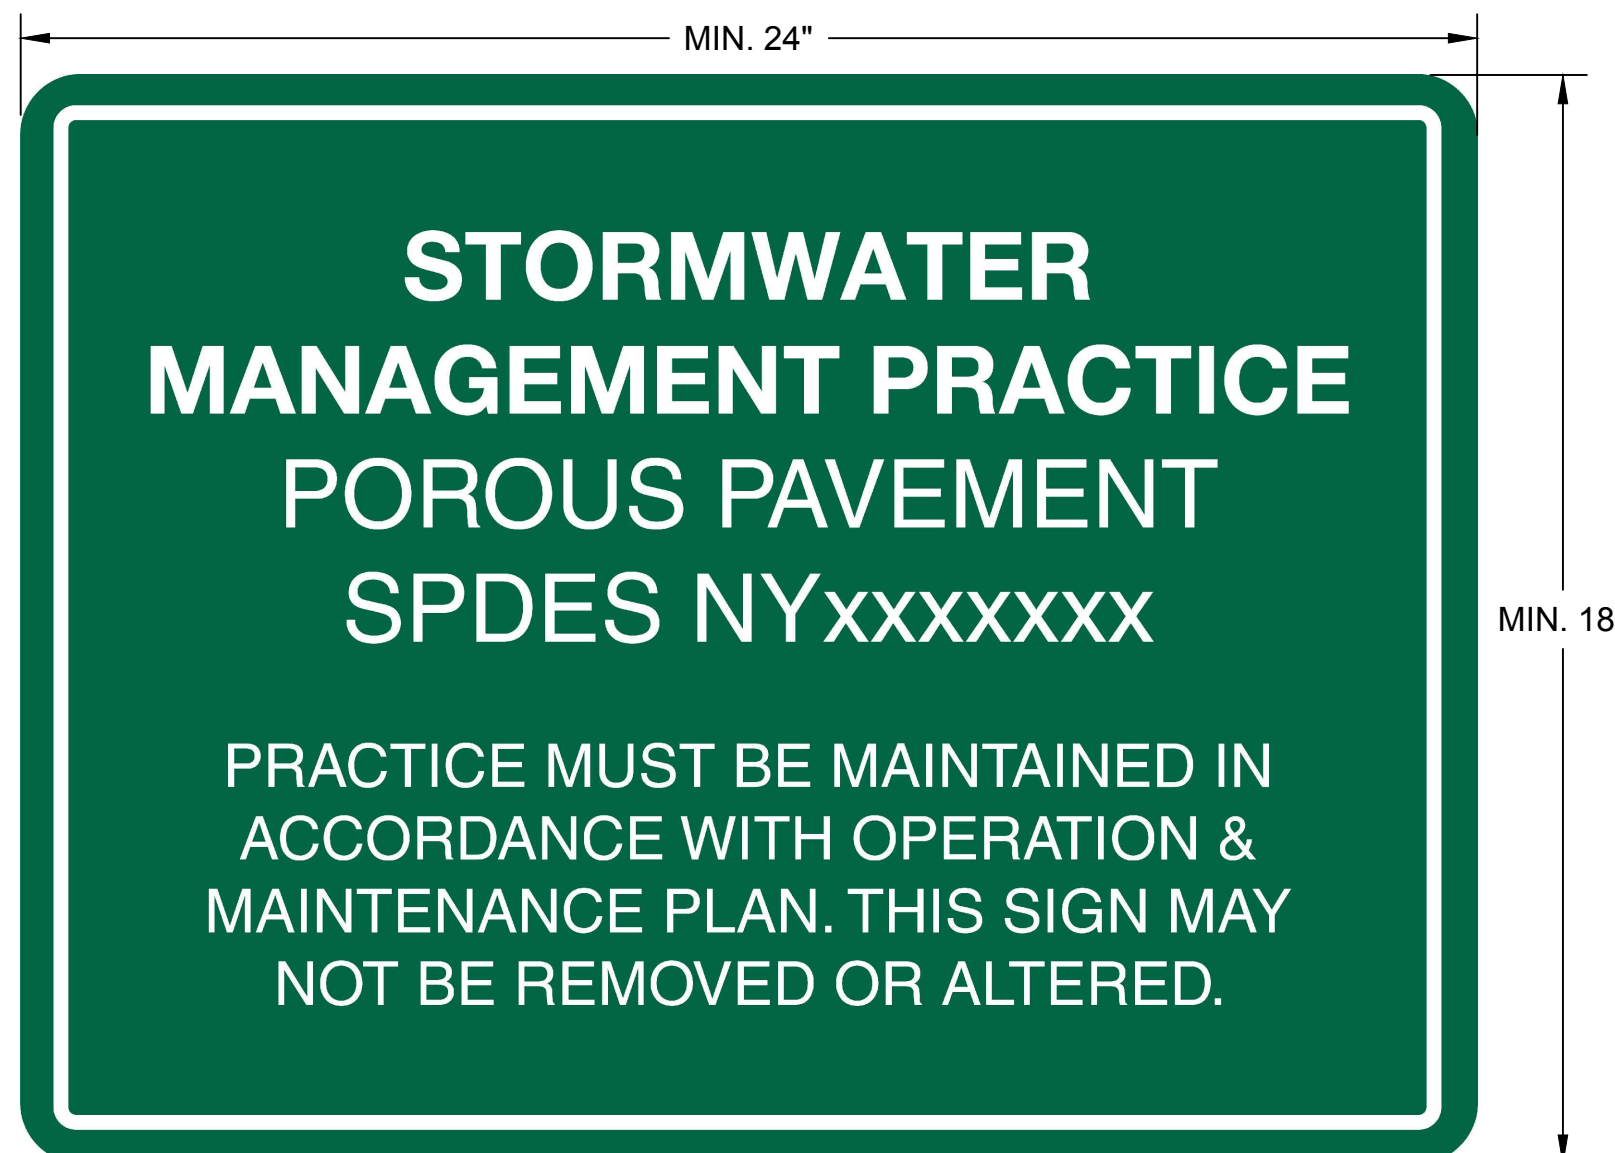 MIN. 24"
STORMWATER
MANAGEMENT PRACTICE
POROUS PAVEMENT
SPDES NYxxxxxxx
MIN. 18
PRACTICE MUST BE MAINTAINED IN
ACCORDANCE WITH OPERATION &
MAINTENANCE PLAN. THIS SIGN MAY
NOT BE REMOVED OR ALTERED.